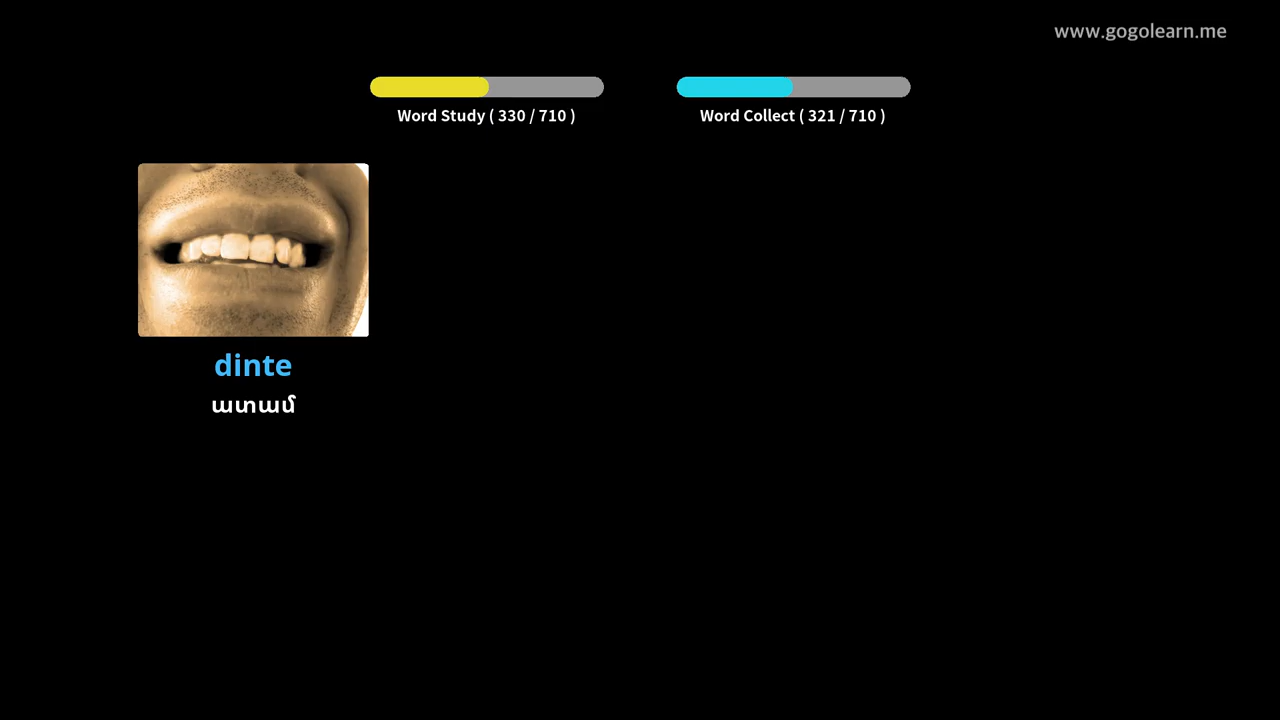 www.gogolearn.me
Word Study ( 330 / 710 )
Word Collect ( 321 / 710 )
dinte
ատամ